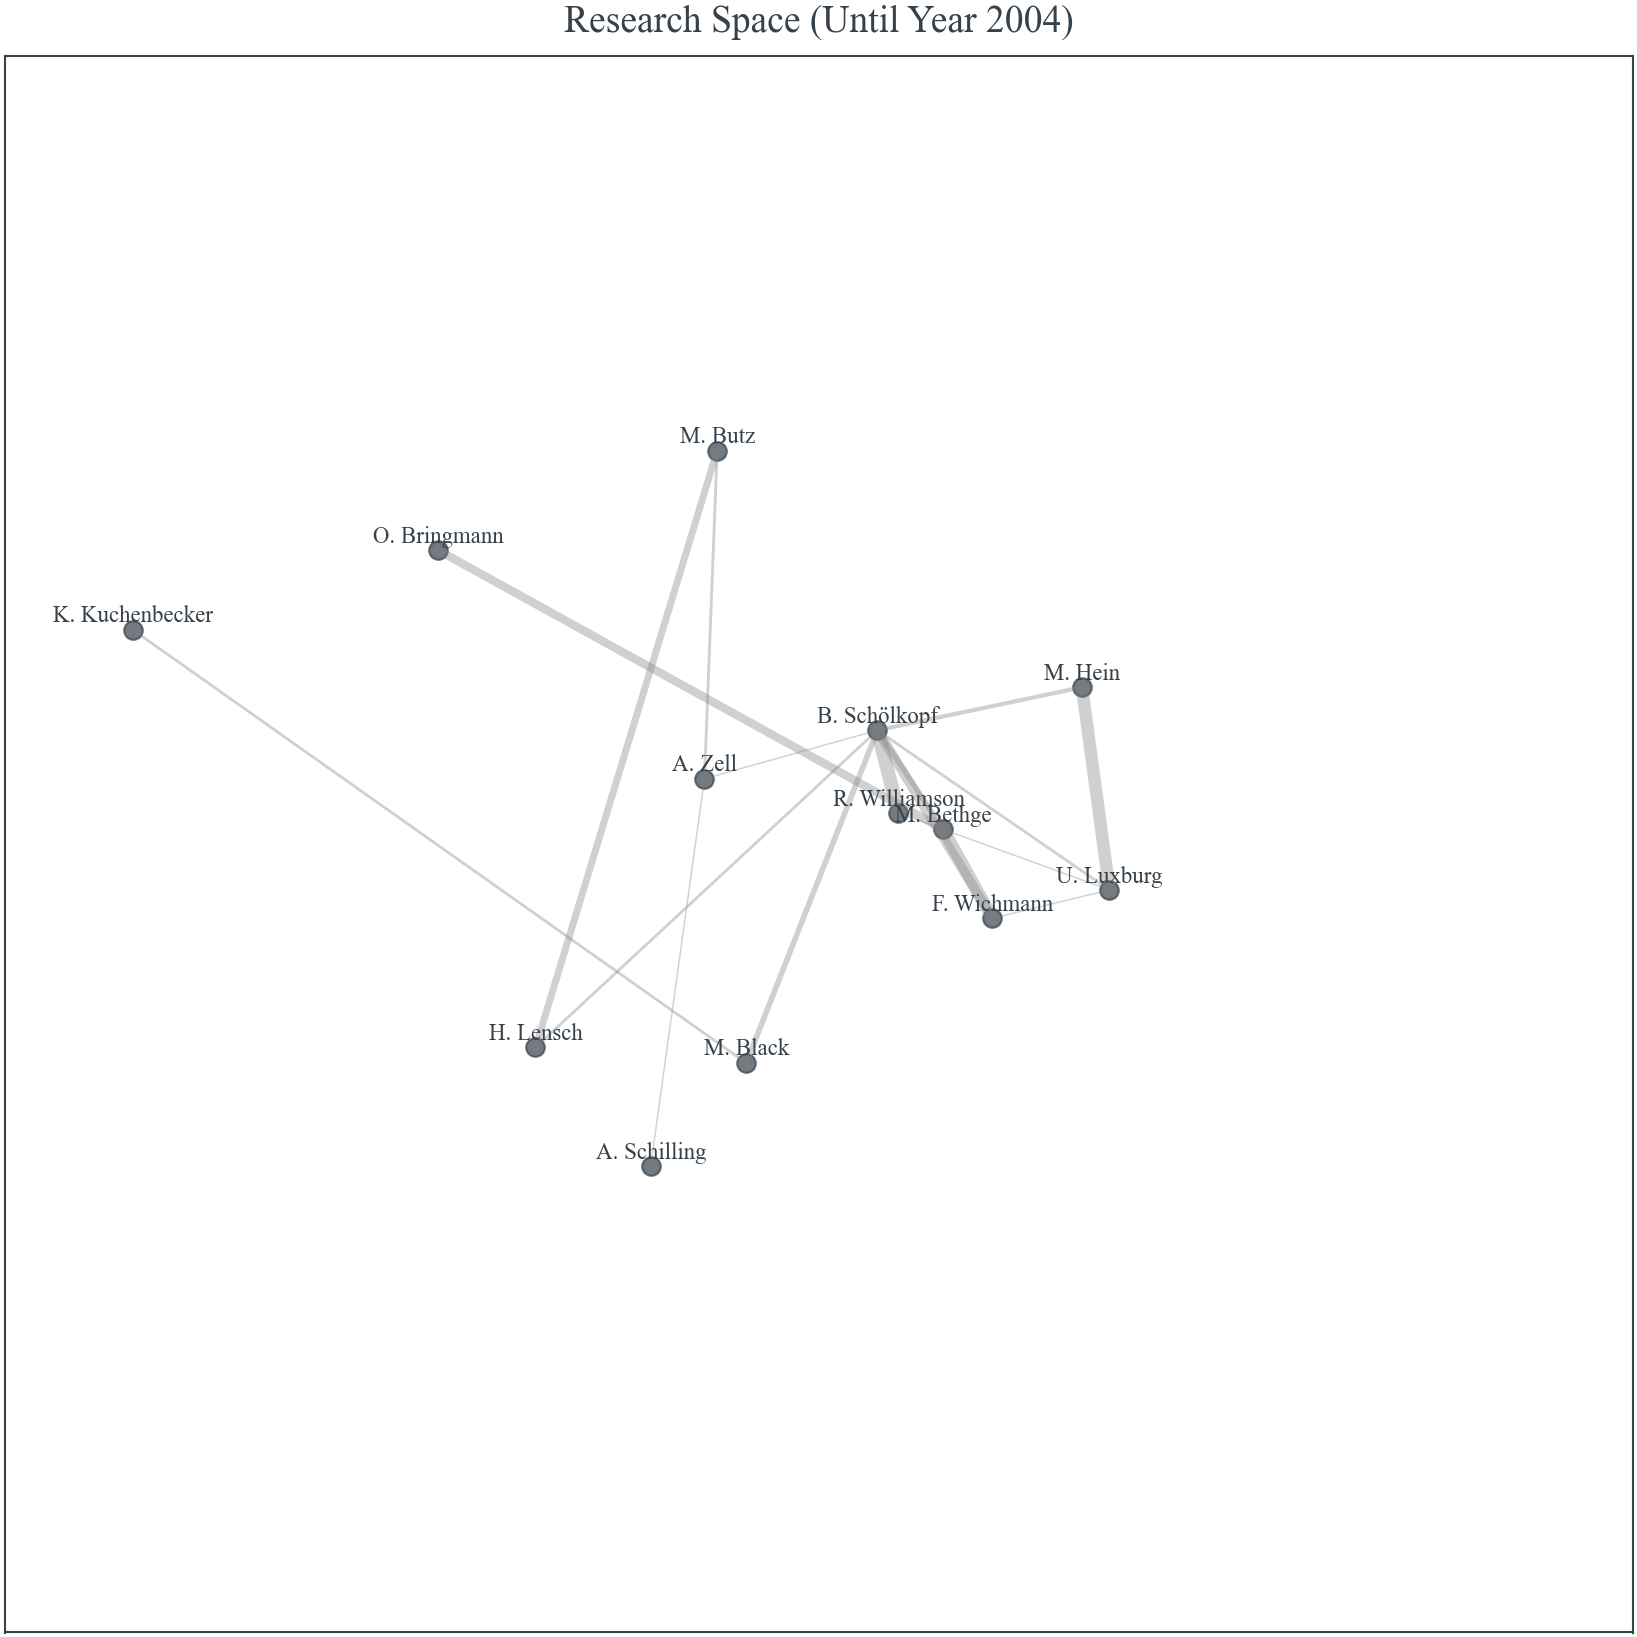 Research Space (Until Year 2004)
M. Butz
O. Bringmann
K. Kuchenbecker
M. Hein
B. Schölkopf
A. Zell
R. Williamson
M. Bethge
U. Luxburg
F. Wichmann
H. Lensch
M. Black
A. Schilling